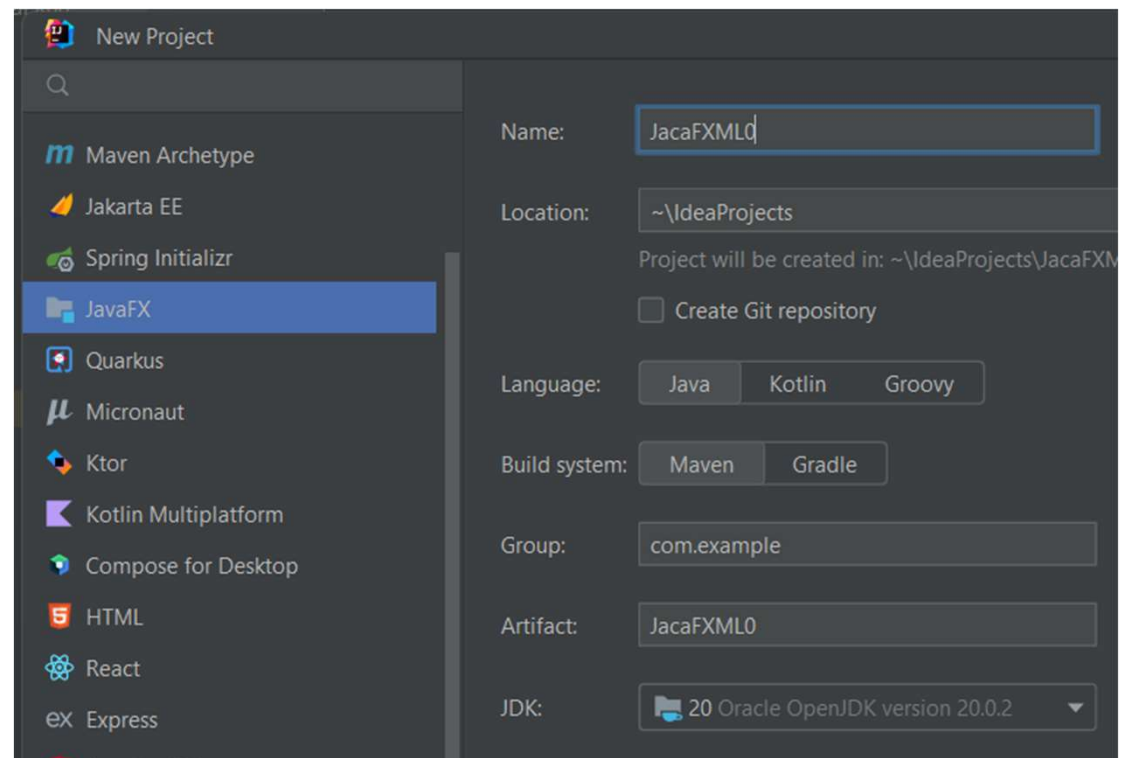 New Project
Maven Archetype
Jakarta EE
Spring Initializr
JavaFX
Quarkus
Micronaut
Ktor
Kotlin Multiplatform
Compose for Desktop
HTML
React
ex Express
Name: JacaFXML0
Location: ~\IdeaProjects
Project will be created in: ~\IdeaProjects\JacaFXM
Create Git repository
Language: Java Kotlin Groovy
Build system: Maven Gradle
Group: com.example
Artifact: JacaFXML0
JDK: 20 Oracle OpenJDK version 20.0.2